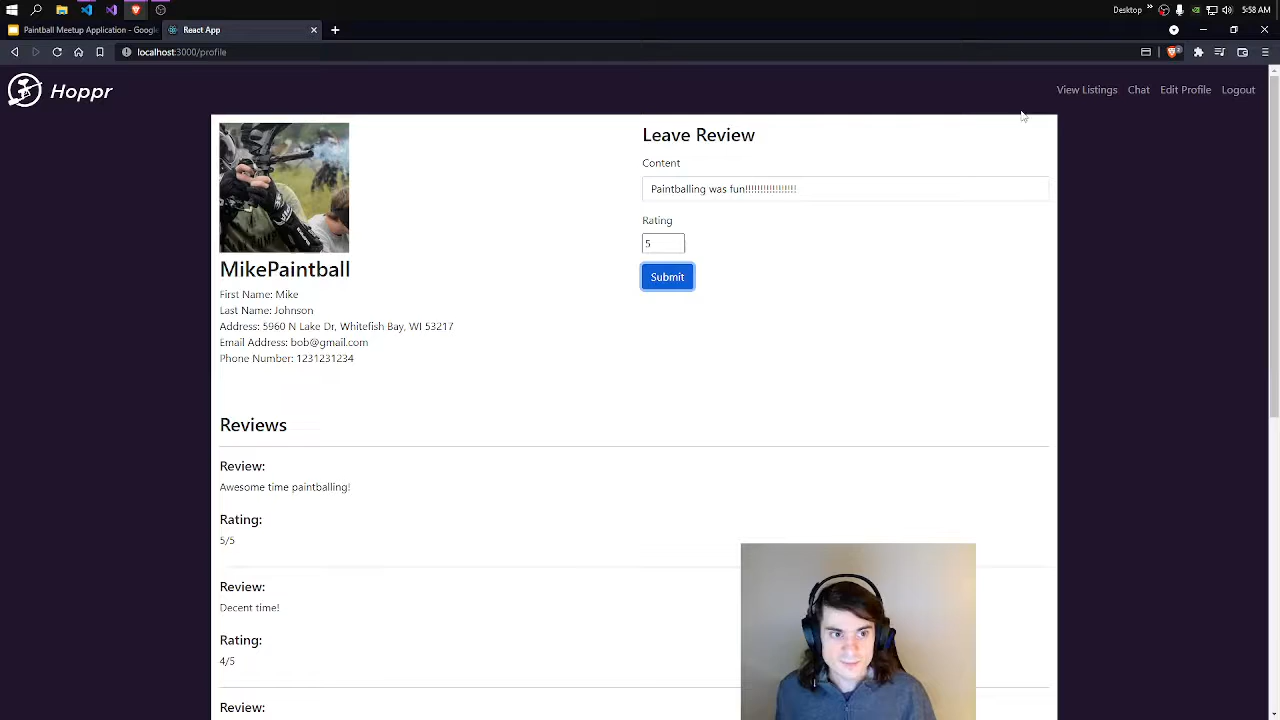 Desktop
5:58 AM
Paintball Meetup Application - Google
React App
localhost:3000/profile
Hoppr
View Listings
Chat
Edit Profile
Logout
MikePaintball
First Name: Mike
Last Name: Johnson
Address: 5960 N Lake Dr, Whitefish Bay, WI 53217
Email Address: bob@gmail.com
Phone Number: 1231231234
Leave Review
Content
Paintballing was fun!!!!!!!!!!!!!!!!!
Rating
5
Submit
Reviews
Review:
Awesome time paintballing!
Rating:
5/5
Review:
Decent time!
Rating:
4/5
Review: